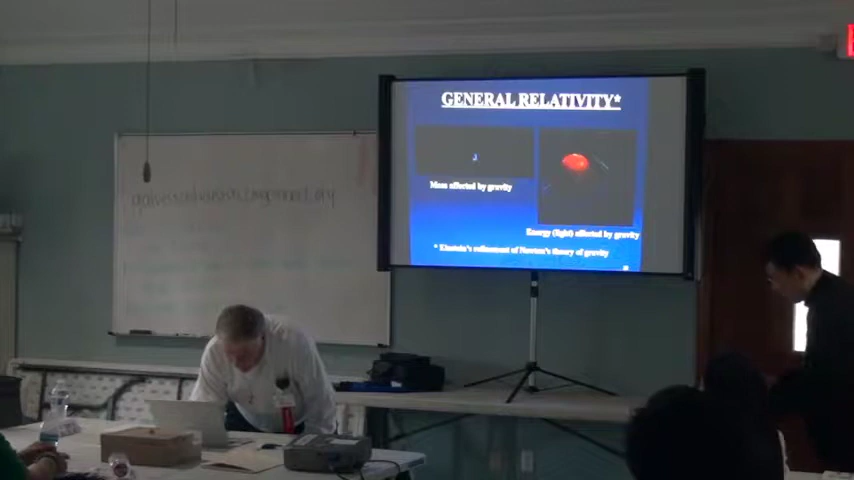 GENERAL RELATIVITY*
Mass affected by gravity
Energy (light) affected by gravity
* Einstein's refinement of Newton's theory of gravity